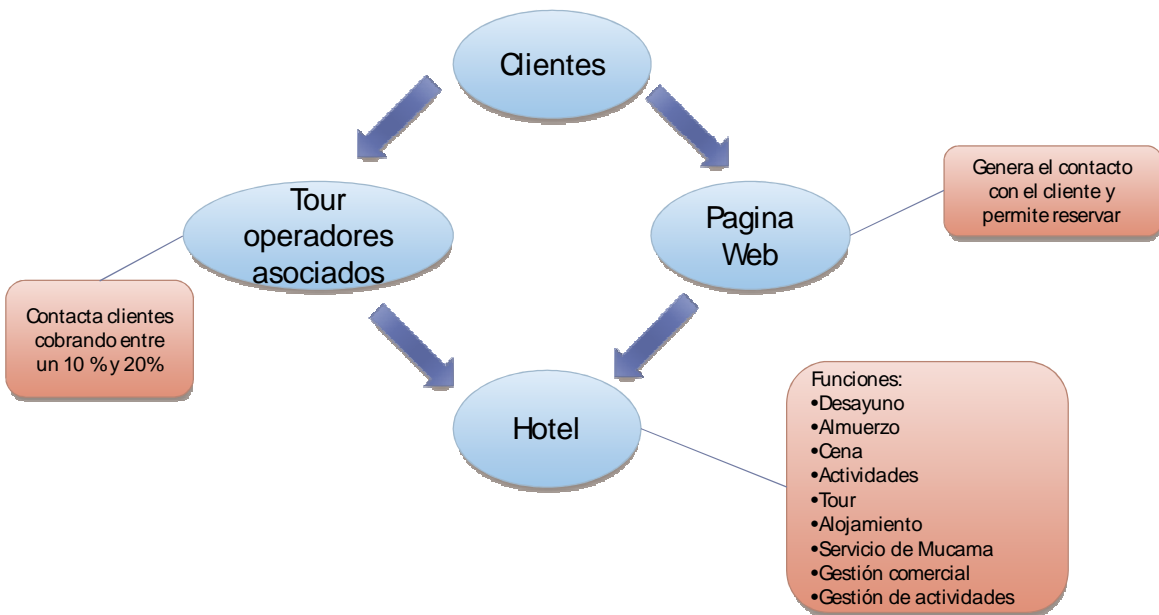 Clientes
Tour
operadores
asociados
Pagina
Web
Genera el contacto
con el cliente y
permite reservar
Contacta clientes
cobrando entre
un 10 % y 20%
Hotel
Funciones:
•Desayuno
•Almuerzo
•Cena
•Actividades
•Tour
•Alojamiento
•Servicio de Mucama
•Gestión comercial
•Gestión de actividades